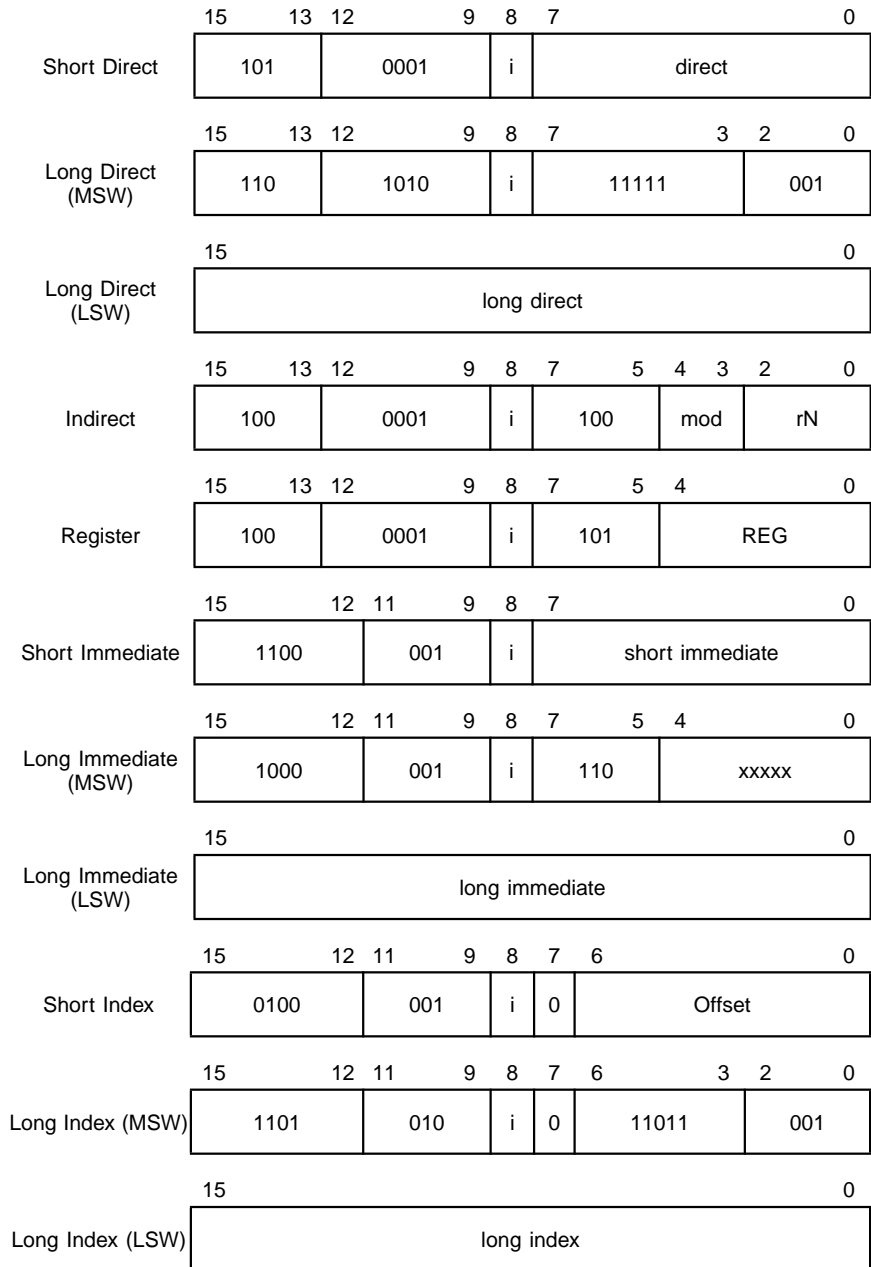 15 13 12 9 8 7 0
Short Direct 101 0001 i direct
15 13 12 9 8 7 3 2 0
Long Direct
(MSW) 110 1010 i 11111 001
15 0
Long Direct
(LSW) long direct
15 13 12 9 8 7 5 4 3 2 0
Indirect 100 0001 i 100 mod rN
15 13 12 9 8 7 5 4 0
Register 100 0001 i 101 REG
15 12 11 9 8 7 0
Short Immediate 1100 001 i short immediate
15 12 11 9 8 7 5 4 0
Long Immediate
(MSW) 1000 001 i 110 xxxxx
15 0
Long Immediate
(LSW) long immediate
15 12 11 9 8 7 6 0
Short Index 0100 001 i 0 Offset
15 12 11 9 8 7 6 3 2 0
Long Index (MSW) 1101 010 i 0 11011 001
15 0
Long Index (LSW) long index